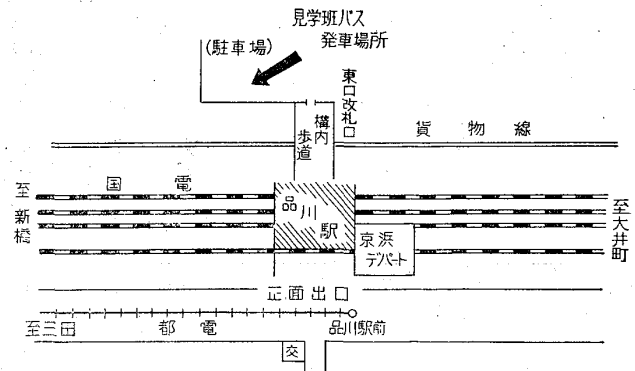 見学班バス
発車場所
(駐車場)
東口改札口
構内
歩道
貨物線
至新橋
国電
品川駅
京浜
デパート
至大井町
正面出口
至三田
都電
品川駅前
交